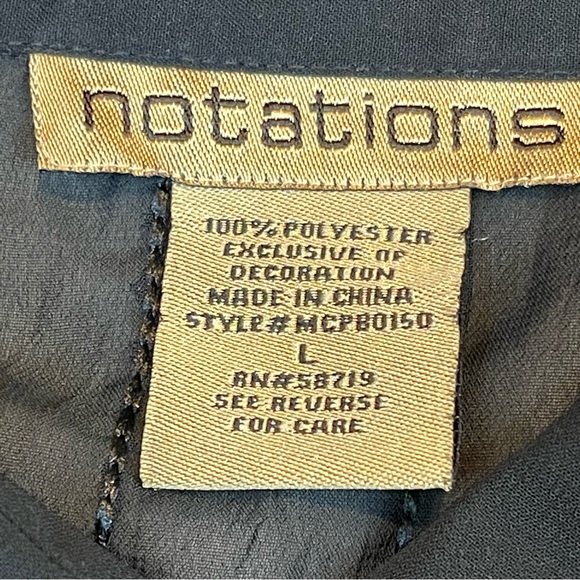 notations
100% POLYESTER
EXCLUSIVE OF
DECORATION
MADE IN CHINA
STYLE# MCPB0150
L
RN#58719
SEE REVERSE
FOR CARE